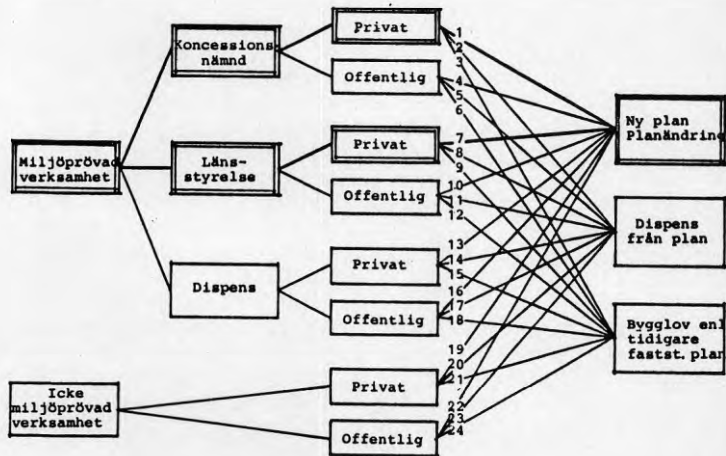 Koncessions
nämnd
Privat
Offentlig
Miljöprövad
verksamhet
Läns-
styrelse
Privat
Offentlig
Dispens
Privat
Offentlig
Icke
miljöprövad
verksamhet
Privat
Offentlig
1
2
3
4
5
6
7
8
9
10
11
12
13
14
15
16
17
18
19
20
21
22
23
24
Ny plan
Planändring
Dispens
från plan
Bygglov enl
tidigare
fastst. plan